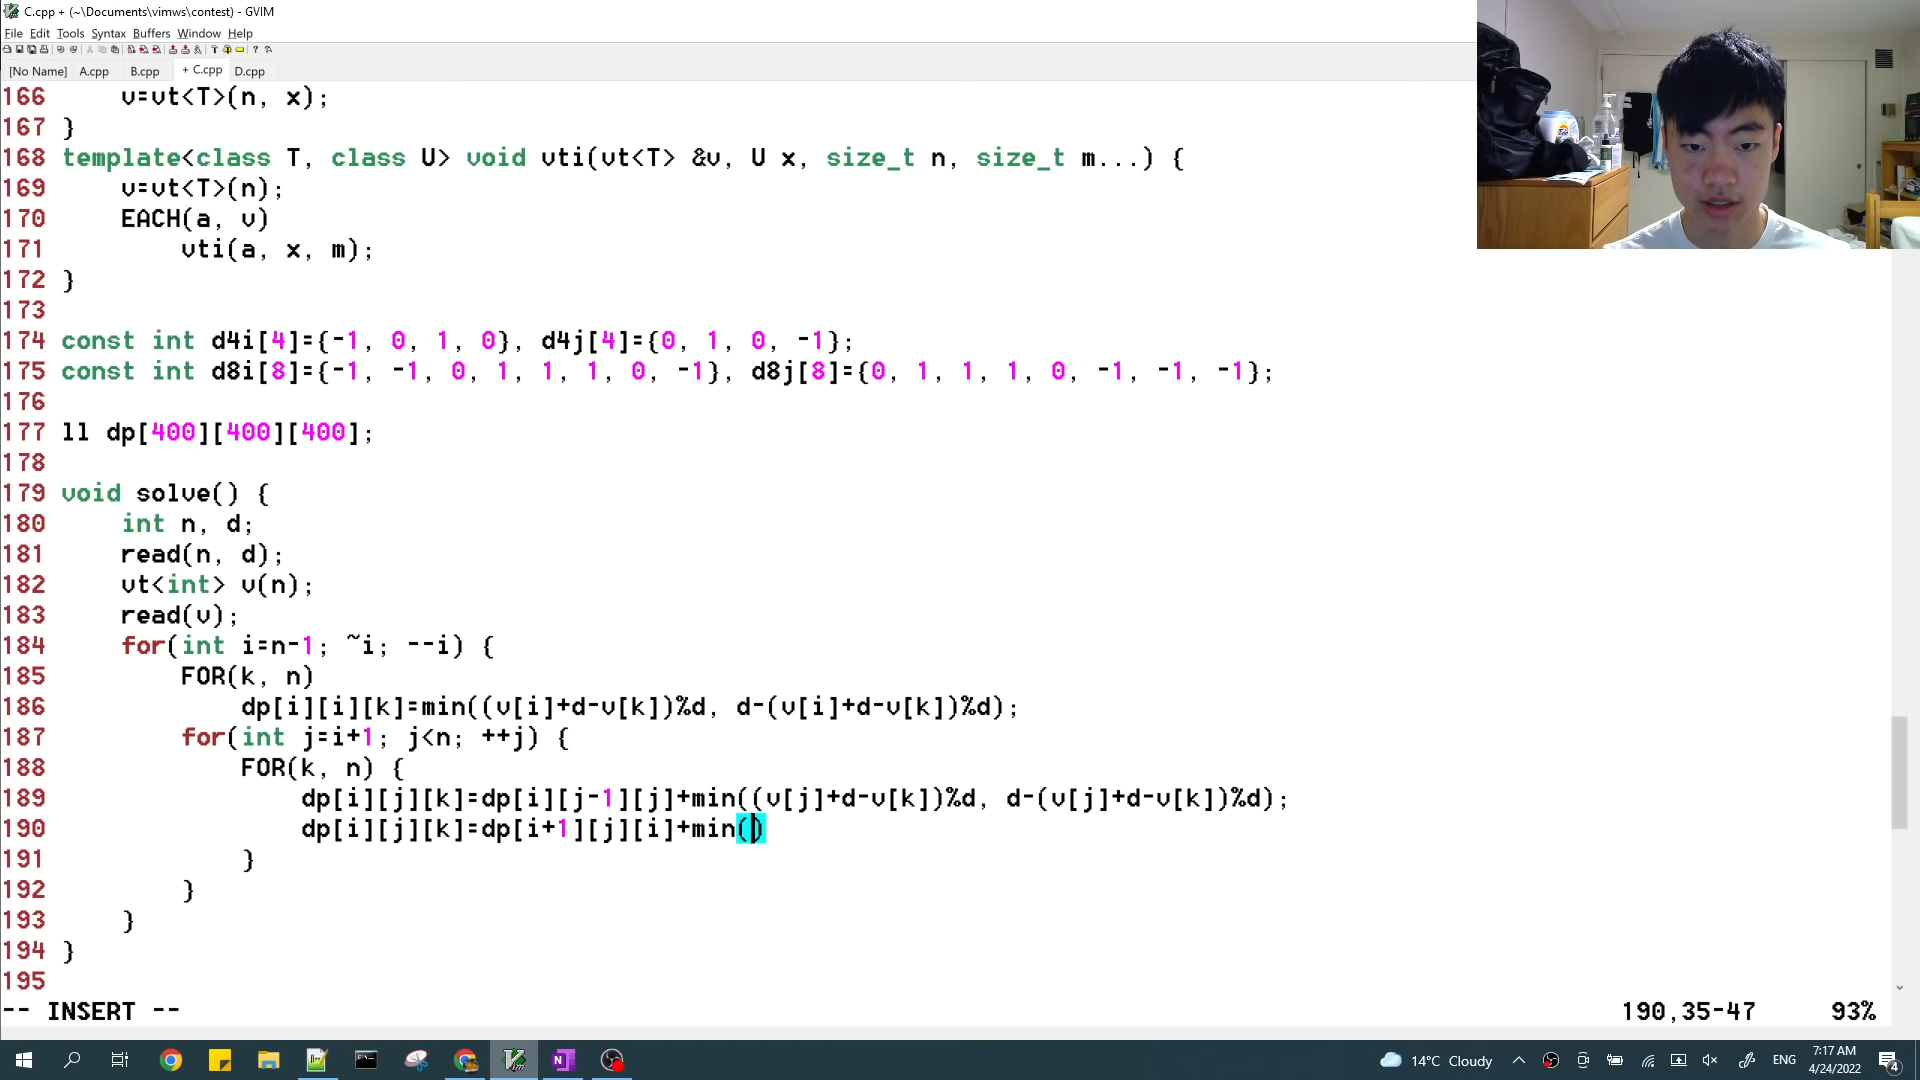 C.cpp + (~\Documents\vimws\contest) - GVIM
File Edit Tools Syntax Buffers Window Help
[No Name] A.cpp B.cpp + C.cpp D.cpp
166 v=vt<T>(n, x);
167 }
168 template<class T, class U> void vti(vt<T> &v, U x, size_t n, size_t m...) {
169 v=vt<T>(n);
170 EACH(a, v)
171 vti(a, x, m);
172 }
173
174 const int d4i[4]={-1, 0, 1, 0}, d4j[4]={0, 1, 0, -1};
175 const int d8i[8]={-1, -1, 0, 1, 1, 1, 0, -1}, d8j[8]={0, 1, 1, 1, 0, -1, -1, -1};
176
177 ll dp[400][400][400];
178
179 void solve() {
180 int n, d;
181 read(n, d);
182 vt<int> v(n);
183 read(v);
184 for(int i=n-1; ~i; --i) {
185 FOR(k, n)
186 dp[i][i][k]=min((v[i]+d-v[k])%d, d-(v[i]+d-v[k])%d);
187 for(int j=i+1; j<n; ++j) {
188 FOR(k, n) {
189 dp[i][j][k]=dp[i][j-1][j]+min((v[j]+d-v[k])%d, d-(v[j]+d-v[k])%d);
190 dp[i][j][k]=dp[i+1][j][i]+min()
191 }
192 }
193 }
194 }
195
-- INSERT -- 190,35-47 93%
14°C Cloudy ENG 7:17 AM
4/24/2022 4